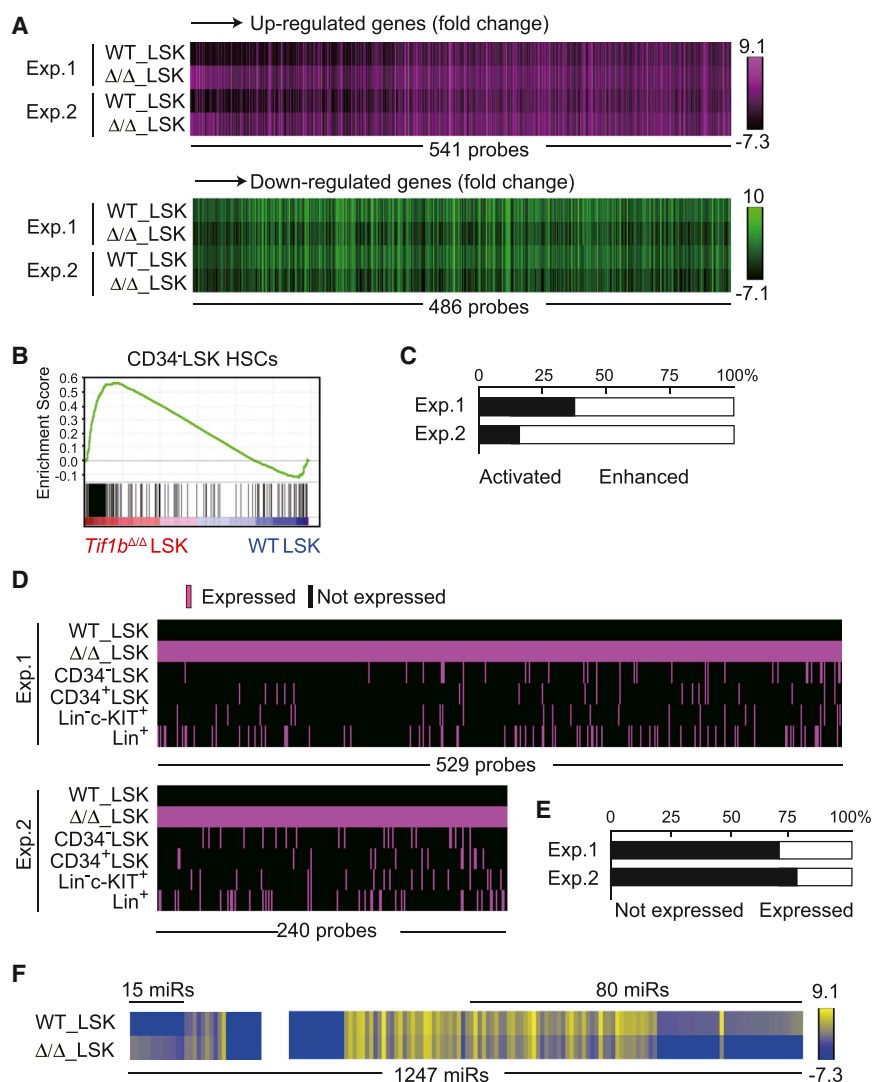 A
Up-regulated genes (fold change)
Exp.1
WT_LSK
Δ/Δ_LSK
Exp.2
WT_LSK
Δ/Δ_LSK
9.1
-7.3
541 probes
Down-regulated genes (fold change)
Exp.1
WT_LSK
Δ/Δ_LSK
Exp.2
WT_LSK
Δ/Δ_LSK
10
-7.1
486 probes
B
CD34⁻LSK HSCs
Enrichment Score
0.6
0.5
0.4
0.3
0.2
0.1
0.0
-0.1
Tif1b^Δ/Δ LSK
WT LSK
C
0 25 50 75 100%
Exp.1
Exp.2
Activated Enhanced
D
Expressed Not expressed
Exp.1
WT_LSK
Δ/Δ_LSK
CD34⁻LSK
CD34⁺LSK
Lin⁻c-KIT⁺
Lin⁺
529 probes
Exp.2
WT_LSK
Δ/Δ_LSK
CD34⁻LSK
CD34⁺LSK
Lin⁻c-KIT⁺
Lin⁺
240 probes
E
0 25 50 75 100%
Exp.1
Exp.2
Not expressed Expressed
F
15 miRs 80 miRs
WT_LSK
Δ/Δ_LSK
9.1
-7.3
1247 miRs